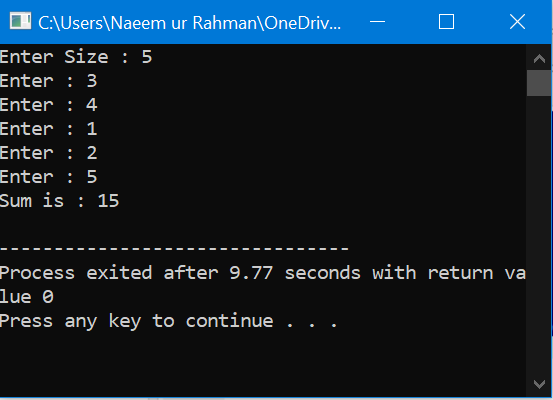 C:\Users\Naeem ur Rahman\OneDriv...
Enter Size : 5
Enter : 3
Enter : 4
Enter : 1
Enter : 2
Enter : 5
Sum is : 15
--------------------------------
Process exited after 9.77 seconds with return va
lue 0
Press any key to continue . . .